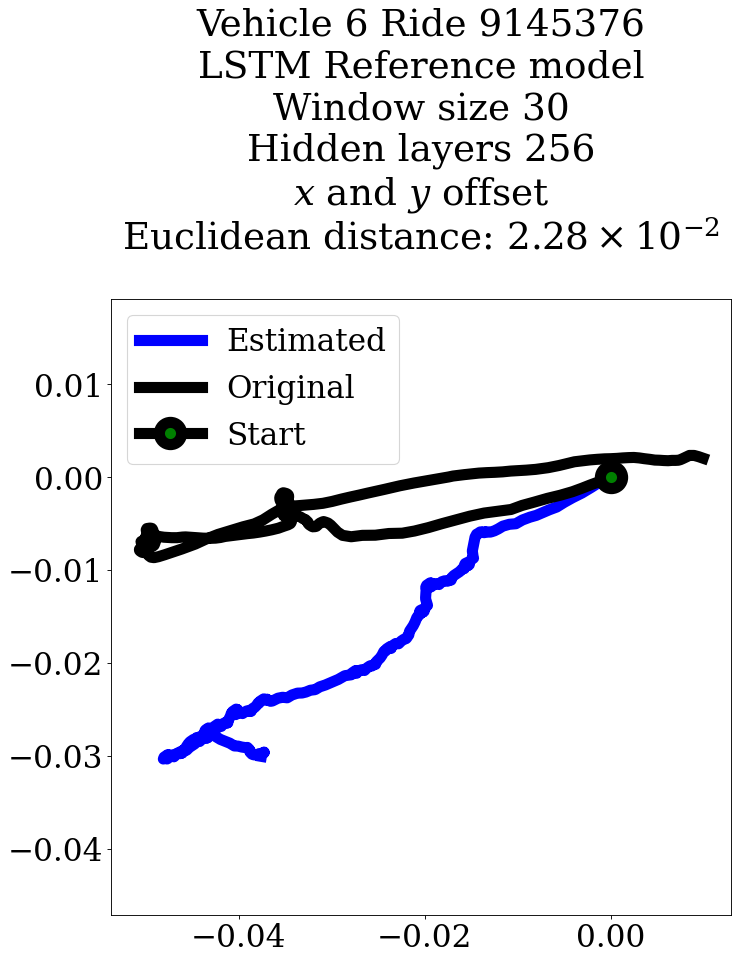 Vehicle 6 Ride 9145376
LSTM Reference model
Window size 30
Hidden layers 256
x and y offset
Euclidean distance: 2.28 × 10⁻²
Estimated
Original
Start
0.01
0.00
−0.01
−0.02
−0.03
−0.04
−0.04 −0.02 0.00